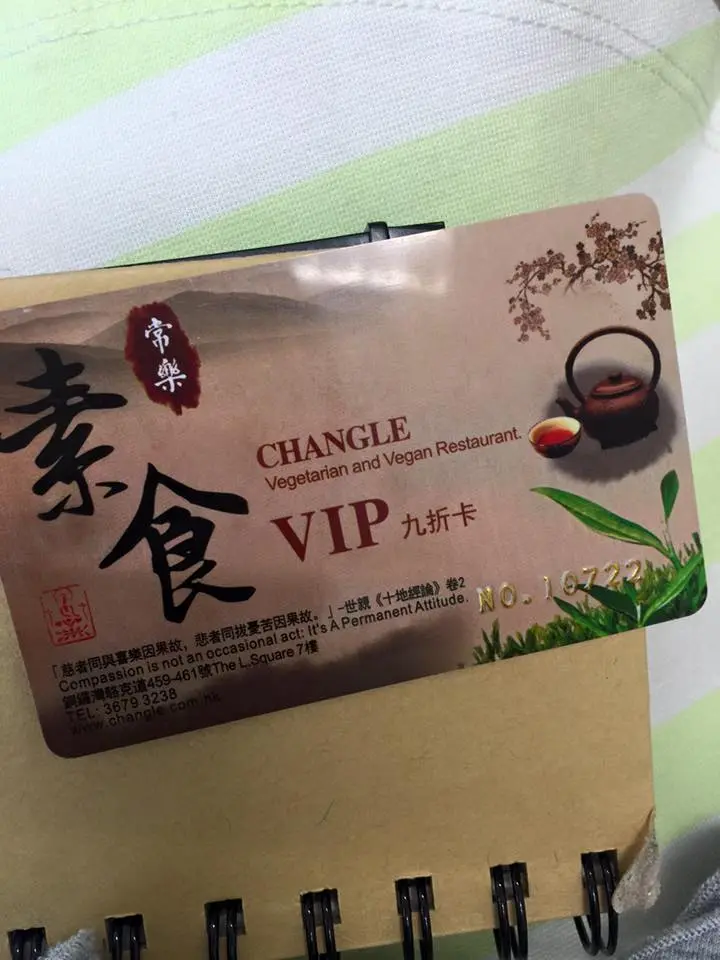 常樂
素食
CHANGLE
Vegetarian and Vegan Restaurant.
VIP 九折卡
NO. 10722
「慈者同與喜樂因果故，悲者同拔憂苦因果故。」-世親《十地經論》卷2
Compassion is not an occasional act: It's A Permanent Attitude.
銅鑼灣駱克道459-461號The L.Square 7樓
TEL: 3679 3238
www.changle.com.hk